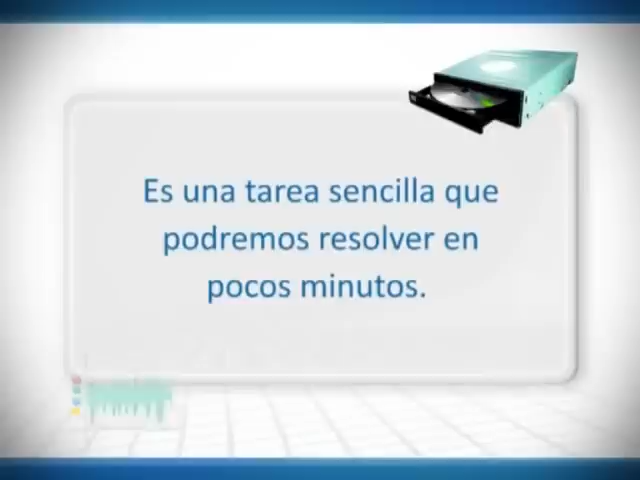 Es una tarea sencilla que
podremos resolver en
pocos minutos.